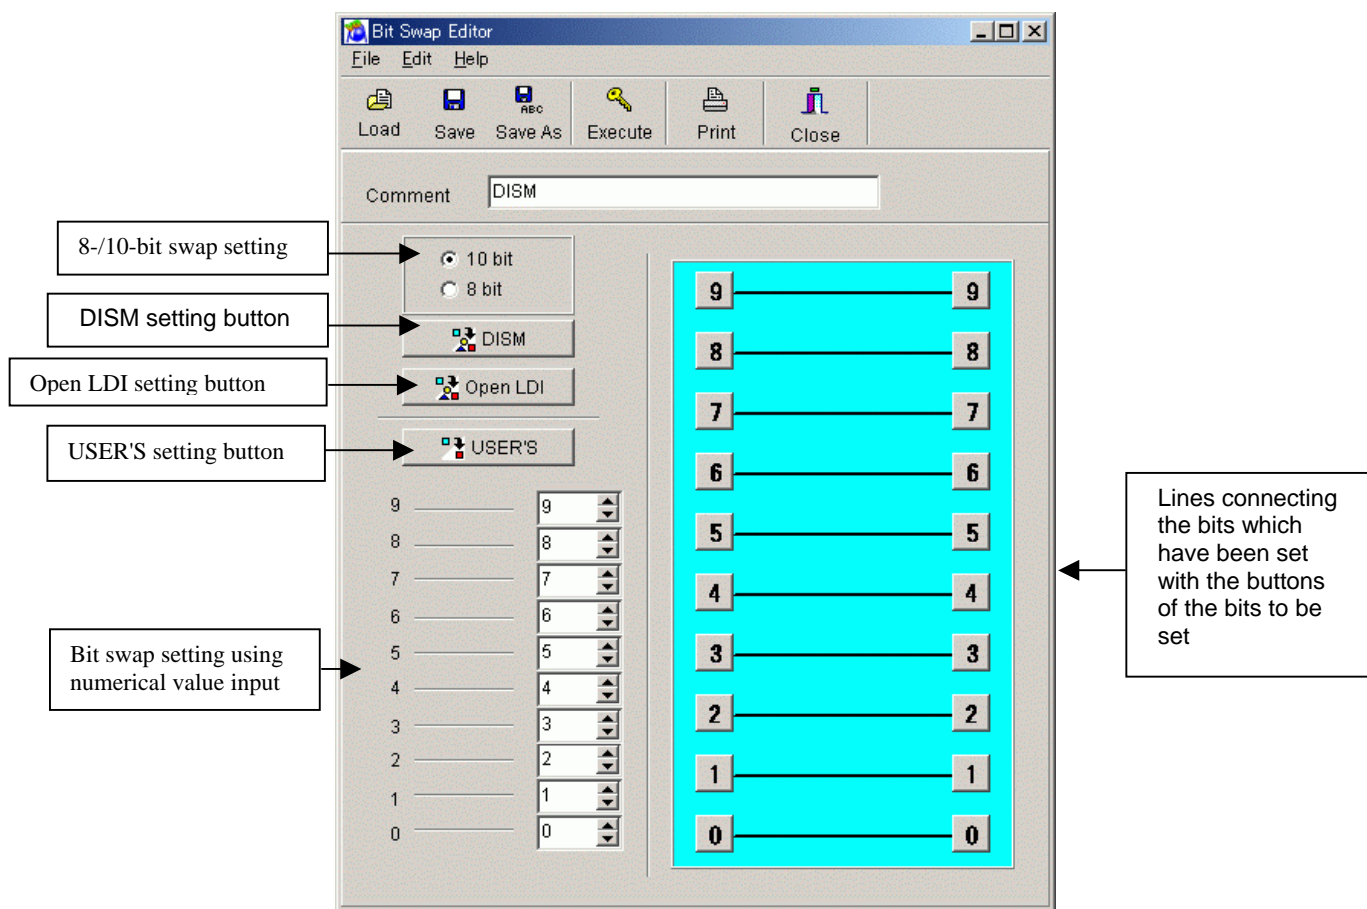 Bit Swap Editor
File Edit Help
Load Save Save As Execute Print Close
ABC
Comment DISM
8-/10-bit swap setting
10 bit
8 bit
DISM setting button
DISM
Open LDI setting button
Open LDI
USER'S setting button
USER'S
Bit swap setting using
numerical value input
9 9
8 8
7 7
6 6
5 5
4 4
3 3
2 2
1 1
0 0
9 9
8 8
7 7
6 6
5 5
4 4
3 3
2 2
1 1
0 0
Lines connecting
the bits which
have been set
with the buttons
of the bits to be
set